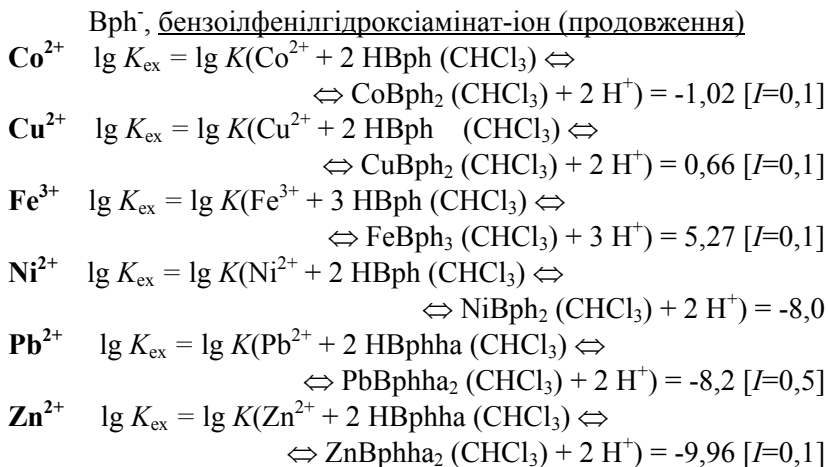 Bph⁻, бензоілфенілгідроксіамінат-іон (продовження)
Co²⁺ lg Kₑₓ = lg K(Co²⁺ + 2 HBph (CHCl₃) ⇔
⇔ CoBph₂ (CHCl₃) + 2 H⁺) = -1,02 [I=0,1]
Cu²⁺ lg Kₑₓ = lg K(Cu²⁺ + 2 HBph (CHCl₃) ⇔
⇔ CuBph₂ (CHCl₃) + 2 H⁺) = 0,66 [I=0,1]
Fe³⁺ lg Kₑₓ = lg K(Fe³⁺ + 3 HBph (CHCl₃) ⇔
⇔ FeBph₃ (CHCl₃) + 3 H⁺) = 5,27 [I=0,1]
Ni²⁺ lg Kₑₓ = lg K(Ni²⁺ + 2 HBph (CHCl₃) ⇔
⇔ NiBph₂ (CHCl₃) + 2 H⁺) = -8,0
Pb²⁺ lg Kₑₓ = lg K(Pb²⁺ + 2 HBphha (CHCl₃) ⇔
⇔ PbBphha₂ (CHCl₃) + 2 H⁺) = -8,2 [I=0,5]
Zn²⁺ lg Kₑₓ = lg K(Zn²⁺ + 2 HBphha (CHCl₃) ⇔
⇔ ZnBphha₂ (CHCl₃) + 2 H⁺) = -9,96 [I=0,1]